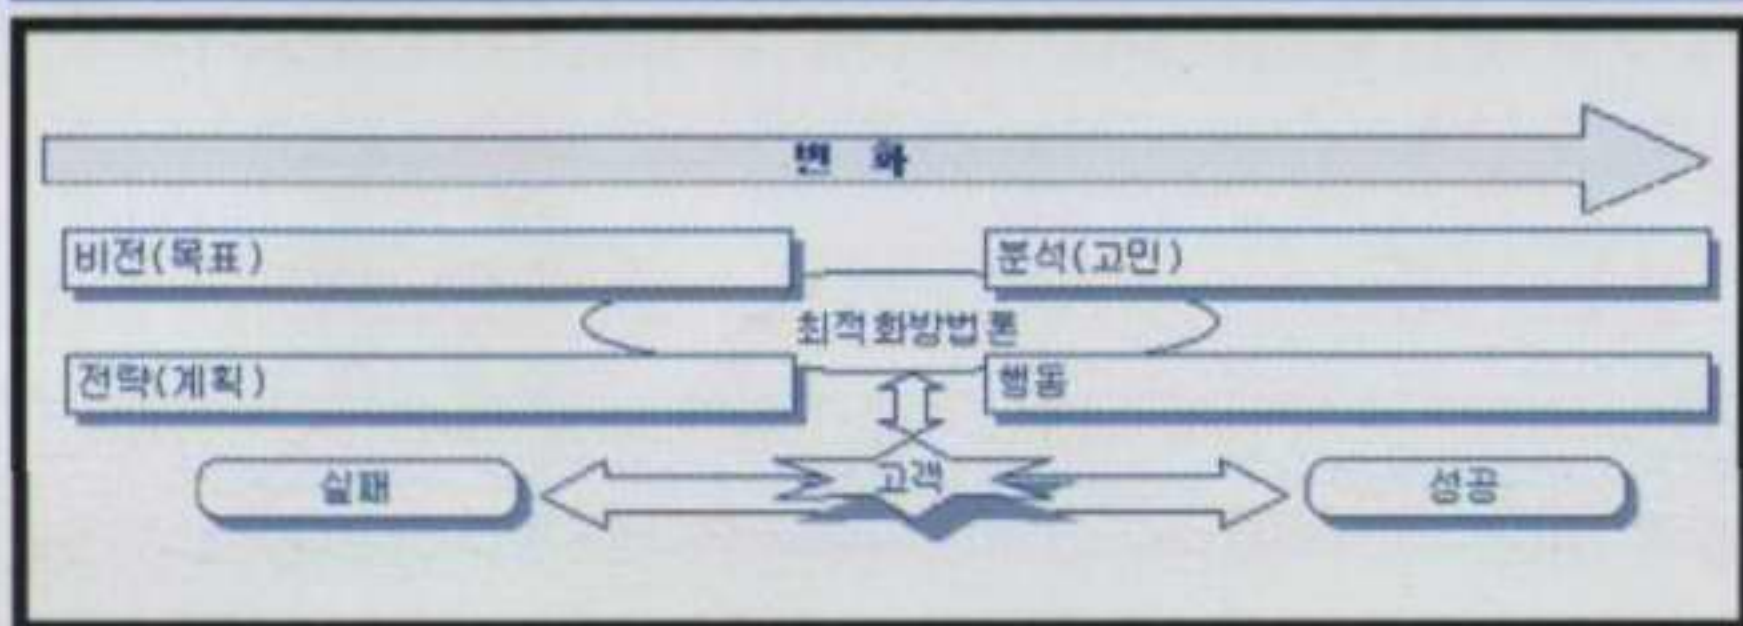 변 화
비전(목표)
분석(고민)
최적화방법론
전략(계획)
행동
실패
고객
성공